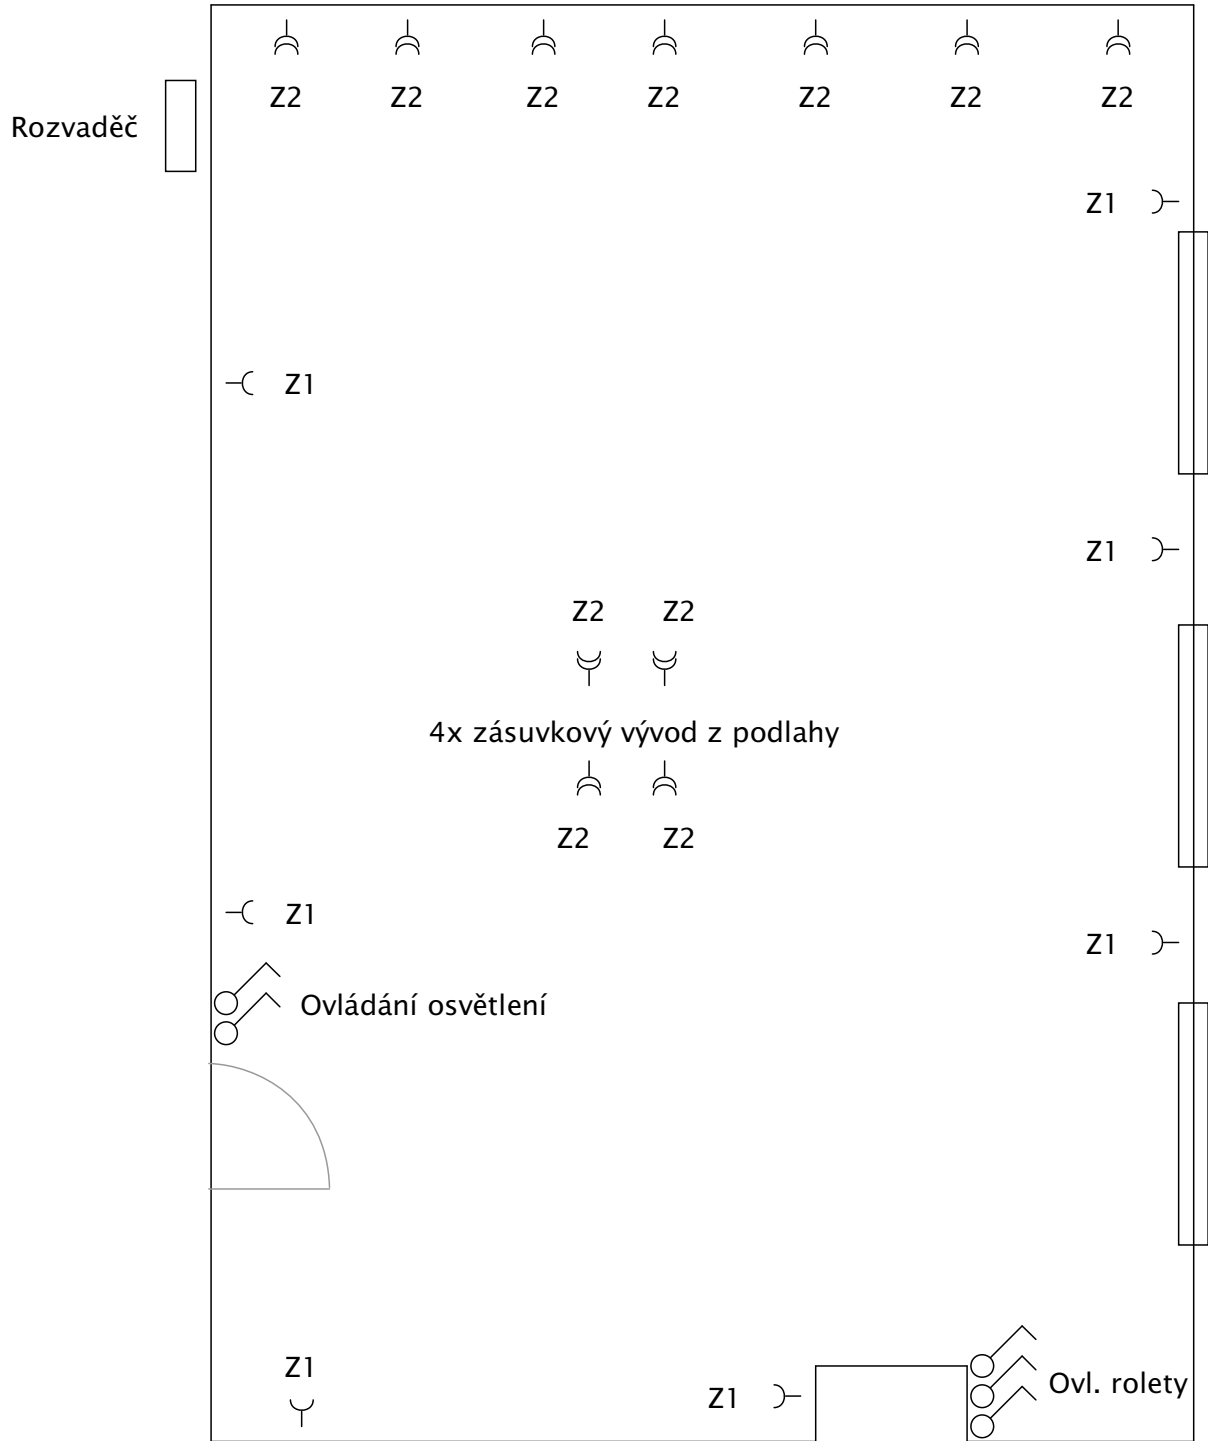 Z2 Z2 Z2 Z2 Z2 Z2 Z2
Rozvaděč
Z1
Z1
Z1
Z2 Z2
4x zásuvkový vývod z podlahy
Z2 Z2
Z1
Z1
Ovládání osvětlení
Z1
Ovl. rolety
Z1